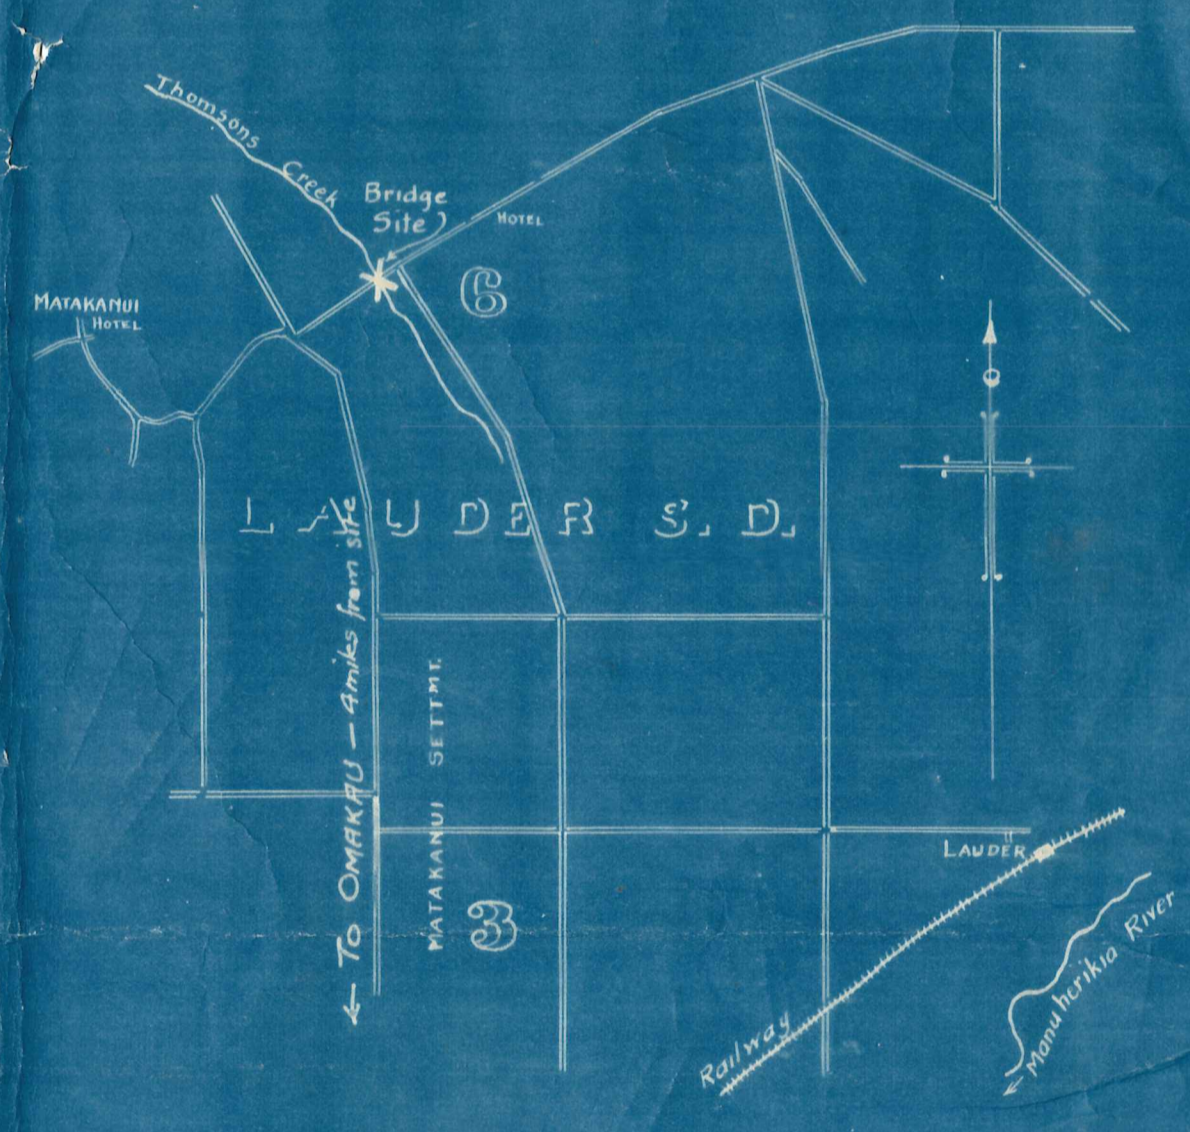 Thomsons Creek
Bridge
Site
HOTEL
6
MATAKANUI
HOTEL
LAUDER S. D.
← TO OMAKAU – 4 miles from site
MATAKANUI SETTMT.
3
LAUDER
Railway
← Manuherikia River